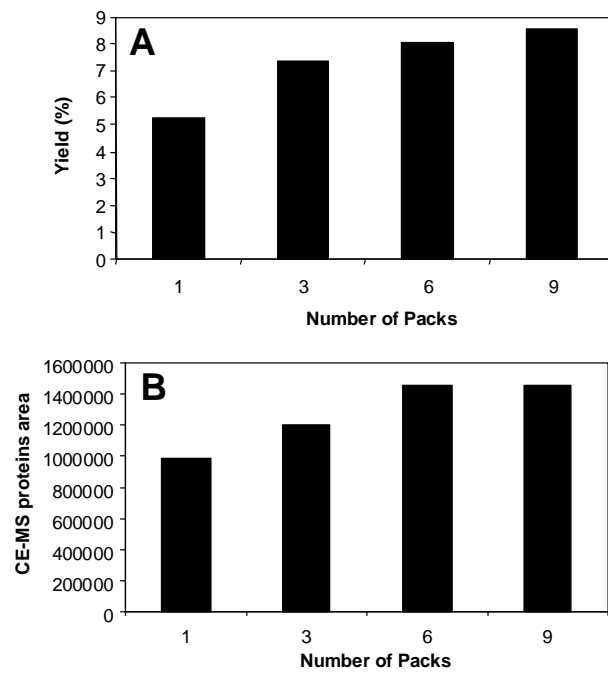 A
Yield (%)
9
8
7
6
5
4
3
2
1
0
1 3 6 9
Number of Packs
B
CE-MS proteins area
1600000
1400000
1200000
1000000
800000
600000
400000
200000
0
1 3 6 9
Number of Packs